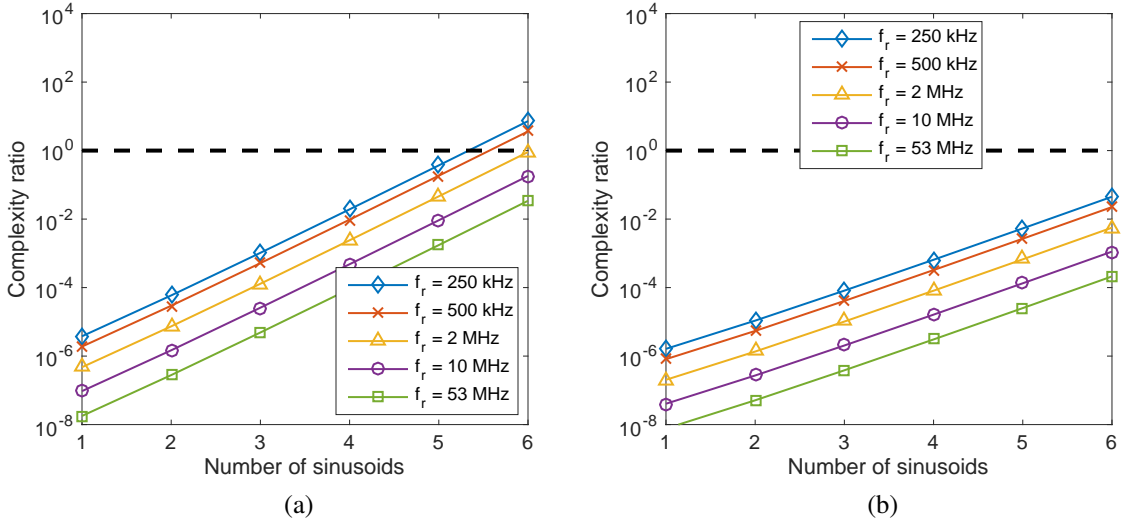 10^4
10^2
10^0
10^-2
10^-4
10^-6
10^-8
Complexity ratio
1 2 3 4 5 6
Number of sinusoids
f_r = 250 kHz
f_r = 500 kHz
f_r = 2 MHz
f_r = 10 MHz
f_r = 53 MHz
(a)
10^4
10^2
10^0
10^-2
10^-4
10^-6
10^-8
Complexity ratio
f_r = 250 kHz
f_r = 500 kHz
f_r = 2 MHz
f_r = 10 MHz
f_r = 53 MHz
1 2 3 4 5 6
Number of sinusoids
(b)